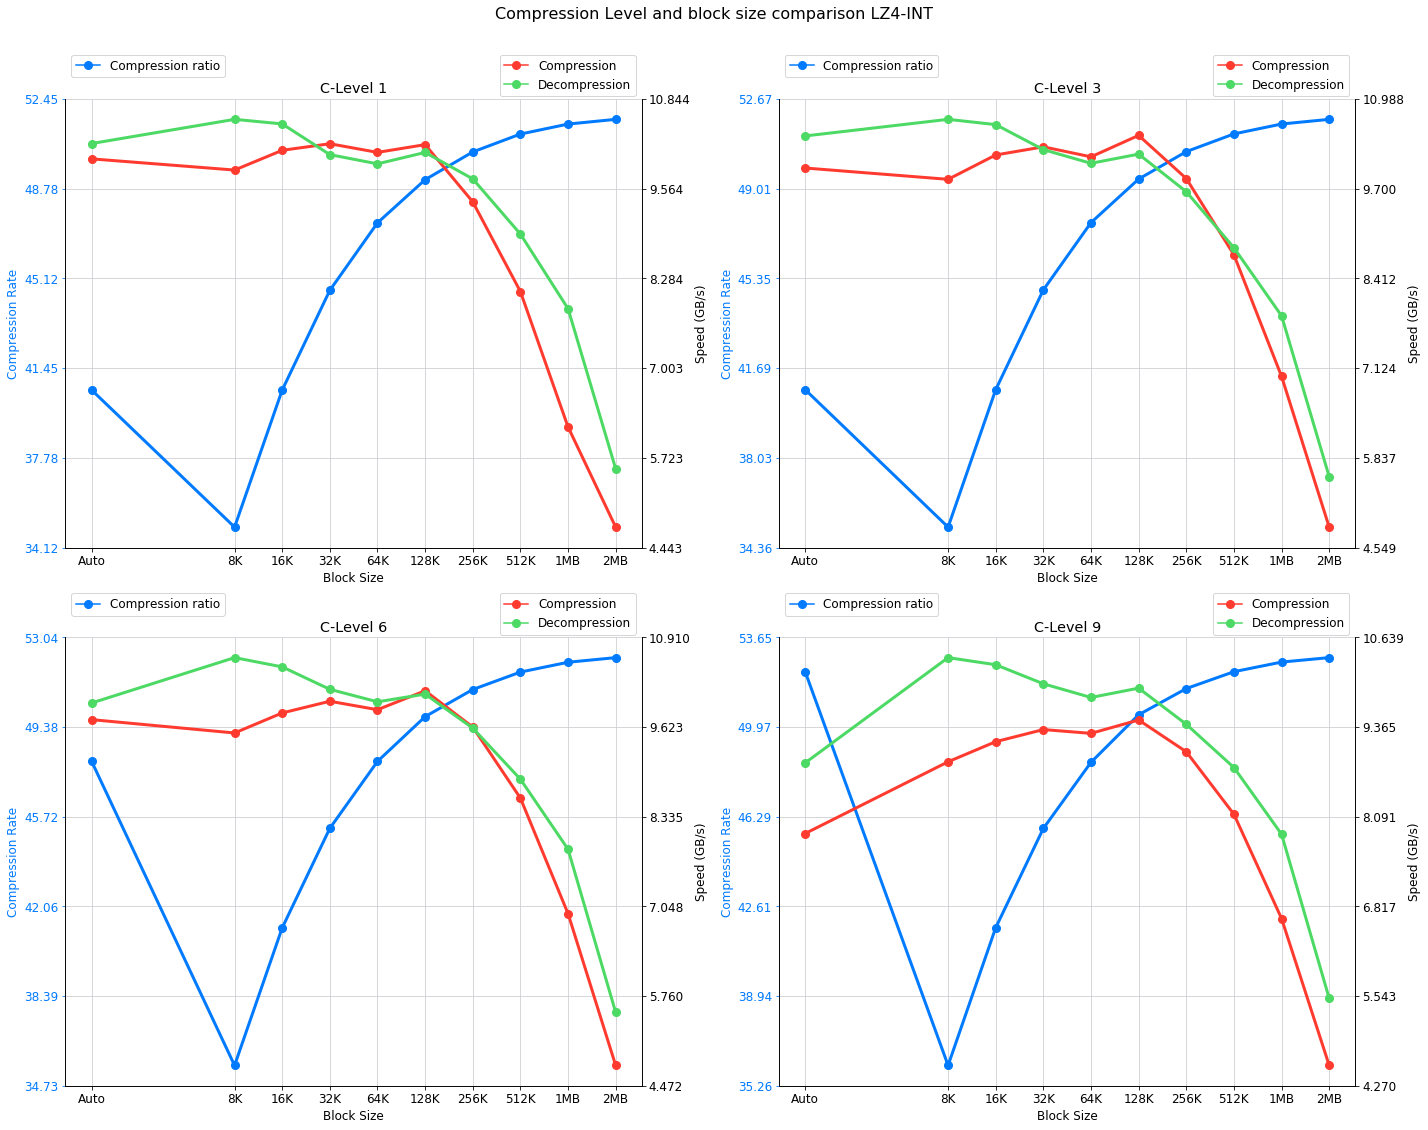 Compression Level and block size comparison LZ4-INT
Compression ratio
Compression
Decompression
C-Level 1
52.45
48.78
45.12
41.45
37.78
34.12
Compression Rate
10.844
9.564
8.284
7.003
5.723
4.443
Speed (GB/s)
Auto 8K 16K 32K 64K 128K 256K 512K 1MB 2MB
Block Size
Compression ratio
Compression
Decompression
C-Level 3
52.67
49.01
45.35
41.69
38.03
34.36
Compression Rate
10.988
9.700
8.412
7.124
5.837
4.549
Speed (GB/s)
Auto 8K 16K 32K 64K 128K 256K 512K 1MB 2MB
Block Size
Compression ratio
Compression
Decompression
C-Level 6
53.04
49.38
45.72
42.06
38.39
34.73
Compression Rate
10.910
9.623
8.335
7.048
5.760
4.472
Speed (GB/s)
Auto 8K 16K 32K 64K 128K 256K 512K 1MB 2MB
Block Size
Compression ratio
Compression
Decompression
C-Level 9
53.65
49.97
46.29
42.61
38.94
35.26
Compression Rate
10.639
9.365
8.091
6.817
5.543
4.270
Speed (GB/s)
Auto 8K 16K 32K 64K 128K 256K 512K 1MB 2MB
Block Size